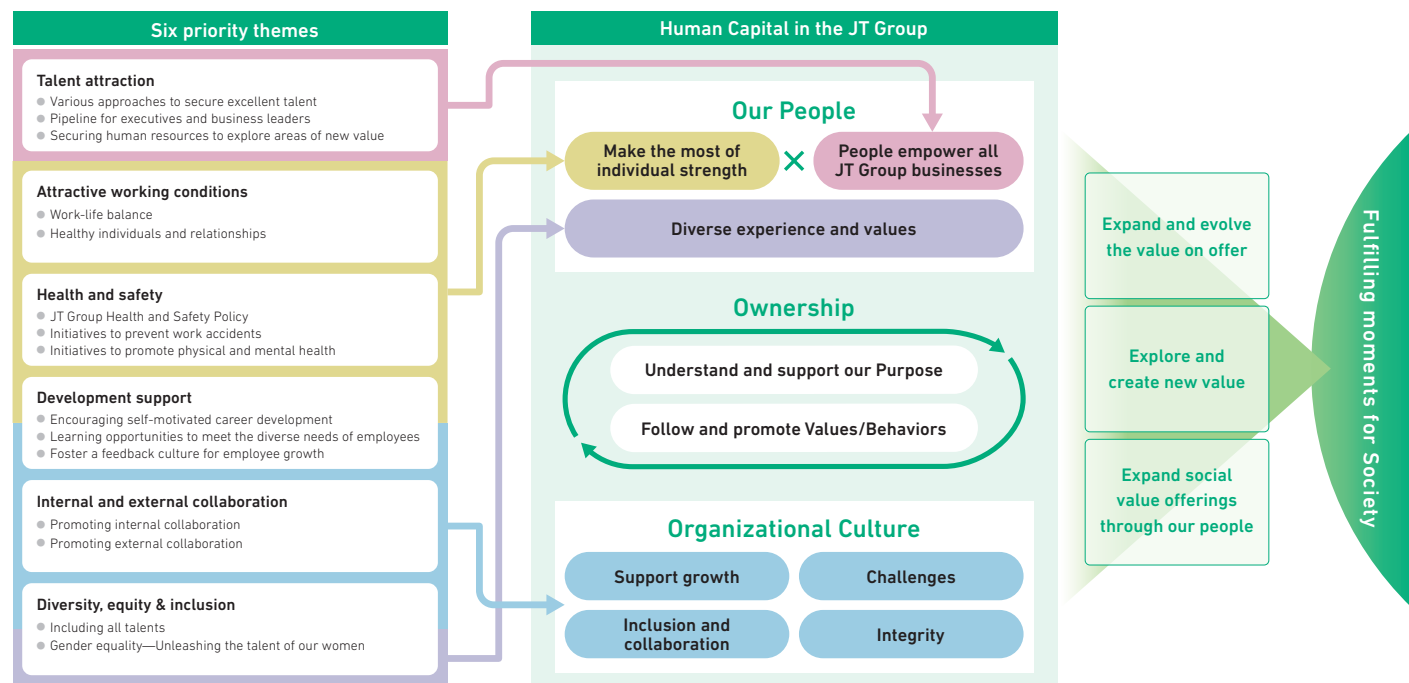 Six priority themes
Talent attraction
Various approaches to secure excellent talent
Pipeline for executives and business leaders
Securing human resources to explore areas of new value
Attractive working conditions
Work-life balance
Healthy individuals and relationships
Health and safety
JT Group Health and Safety Policy
Initiatives to prevent work accidents
Initiatives to promote physical and mental health
Development support
Encouraging self-motivated career development
Learning opportunities to meet the diverse needs of employees
Foster a feedback culture for employee growth
Internal and external collaboration
Promoting internal collaboration
Promoting external collaboration
Diversity, equity & inclusion
Including all talents
Gender equality—Unleashing the talent of our women
Human Capital in the JT Group
Our People
Make the most of
individual strength
×
People empower all
JT Group businesses
Diverse experience and values
Ownership
Understand and support our Purpose
Follow and promote Values/Behaviors
Organizational Culture
Support growth
Challenges
Inclusion and
collaboration
Integrity
Expand and evolve
the value on offer
Explore and
create new value
Expand social
value offerings
through our people
Fulfilling moments for Society